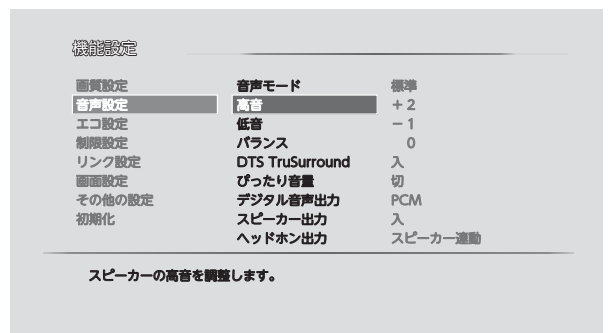 機能設定
画質設定 音声モード 標準
音声設定 高音 +2
エコ設定 低音 -1
制限設定 バランス 0
リンク設定 DTS TruSurround 入
画面設定 ぴったり音量 切
その他の設定 デジタル音声出力 PCM
初期化 スピーカー出力 入
ヘッドホン出力 スピーカー連動
スピーカーの高音を調整します。